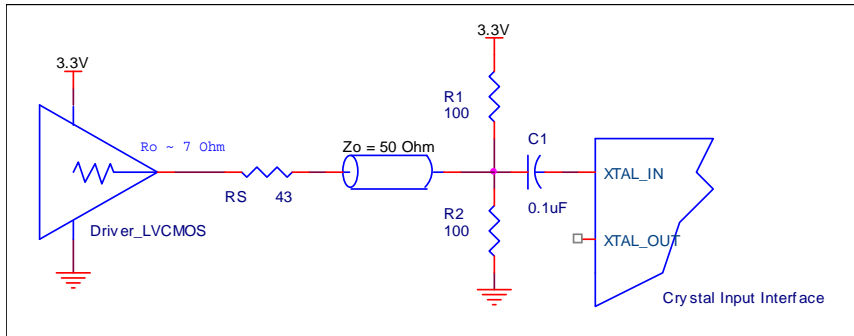 3.3V
3.3V
R1
100
Ro ~ 7 Ohm
Zo = 50 Ohm
C1
XTAL_IN
RS 43
0.1uF
R2
100
XTAL_OUT
Driver_LVCMOS
Crystal Input Interface